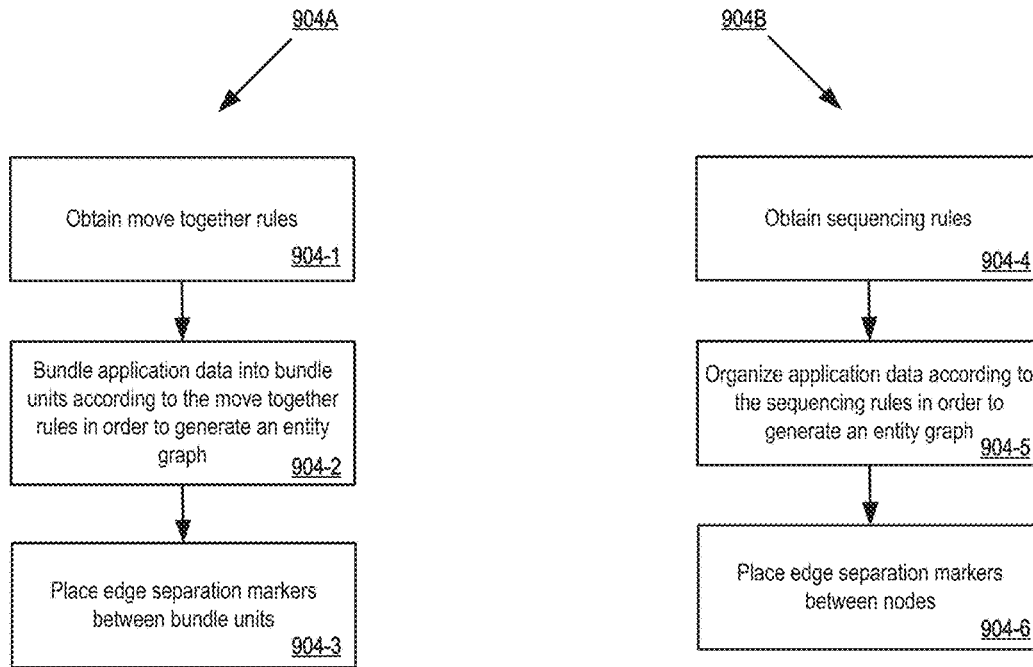 904A
Obtain move together rules
904-1
Bundle application data into bundle
units according to the move together
rules in order to generate an entity
graph
904-2
Place edge separation markers
between bundle units
904-3
904B
Obtain sequencing rules
904-4
Organize application data according to
the sequencing rules in order to
generate an entity graph
904-5
Place edge separation markers
between nodes
904-6